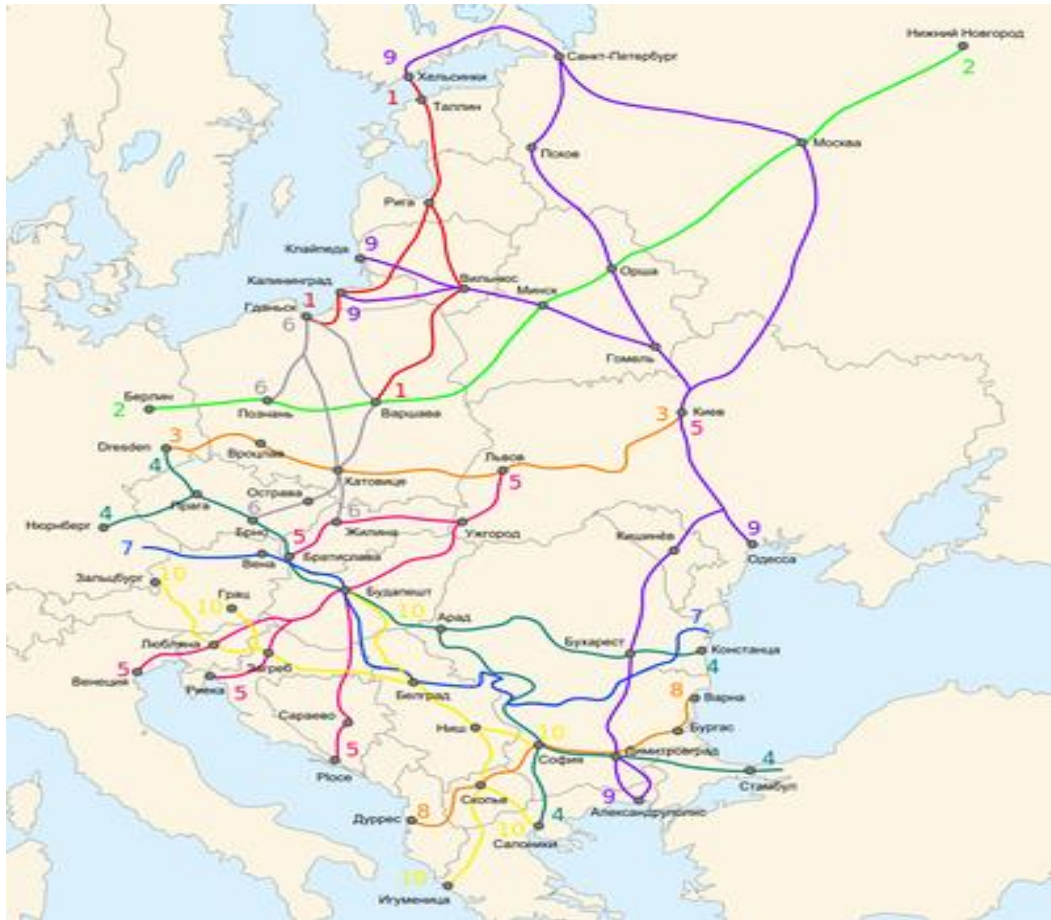 Нижний Новгород
2
Санкт-Петербург
9
Хельсинки
1
Таллин
Москва
Псков
Рига
Клайпеда
9
Вильнюс
Орша
Калининград
Минск
Гданьск
1
9
6
Гомель
Берлин
2
6
Познань
1
Варшава
3
Киев
5
Dresden
3
Вроцлав
4
Катовице
Львов
5
Острава
Прага
Нюрнберг
4
Брно
6
6
Жилина
Ужгород
5
Братислава
7
Вена
Кишинёв
9
Одесса
Зальцбург
10
Грац
10
Будапешт
10
Арад
7
Любляна
Загреб
Бухарест
Констанца
4
Венеция
5
Риека
5
Белград
8
Варна
Сараево
Ниш
10
Бургас
София
Димитровград
Ploce
5
4
Стамбул
Скопье
9
Александруполис
Дуррес
8
10
4
Салоники
10
Игуменица